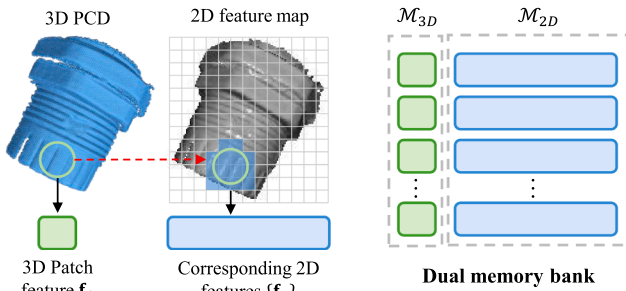 3D PCD
2D feature map
3D Patch
feature f
Corresponding 2D
features {f }
ℳ3D
ℳ2D
⋮
⋮
Dual memory bank